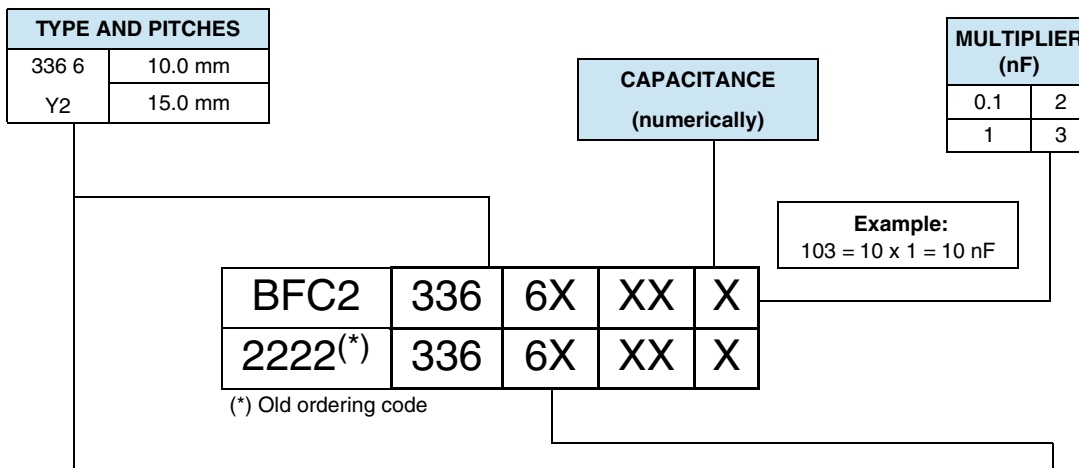 TYPE AND PITCHES
336 6 10.0 mm
Y2 15.0 mm
CAPACITANCE
(numerically)
MULTIPLIER
(nF)
0.1 2
1 3
Example:
103 = 10 x 1 = 10 nF
BFC2 336 6X XX X
2222(*) 336 6X XX X
(*) Old ordering code